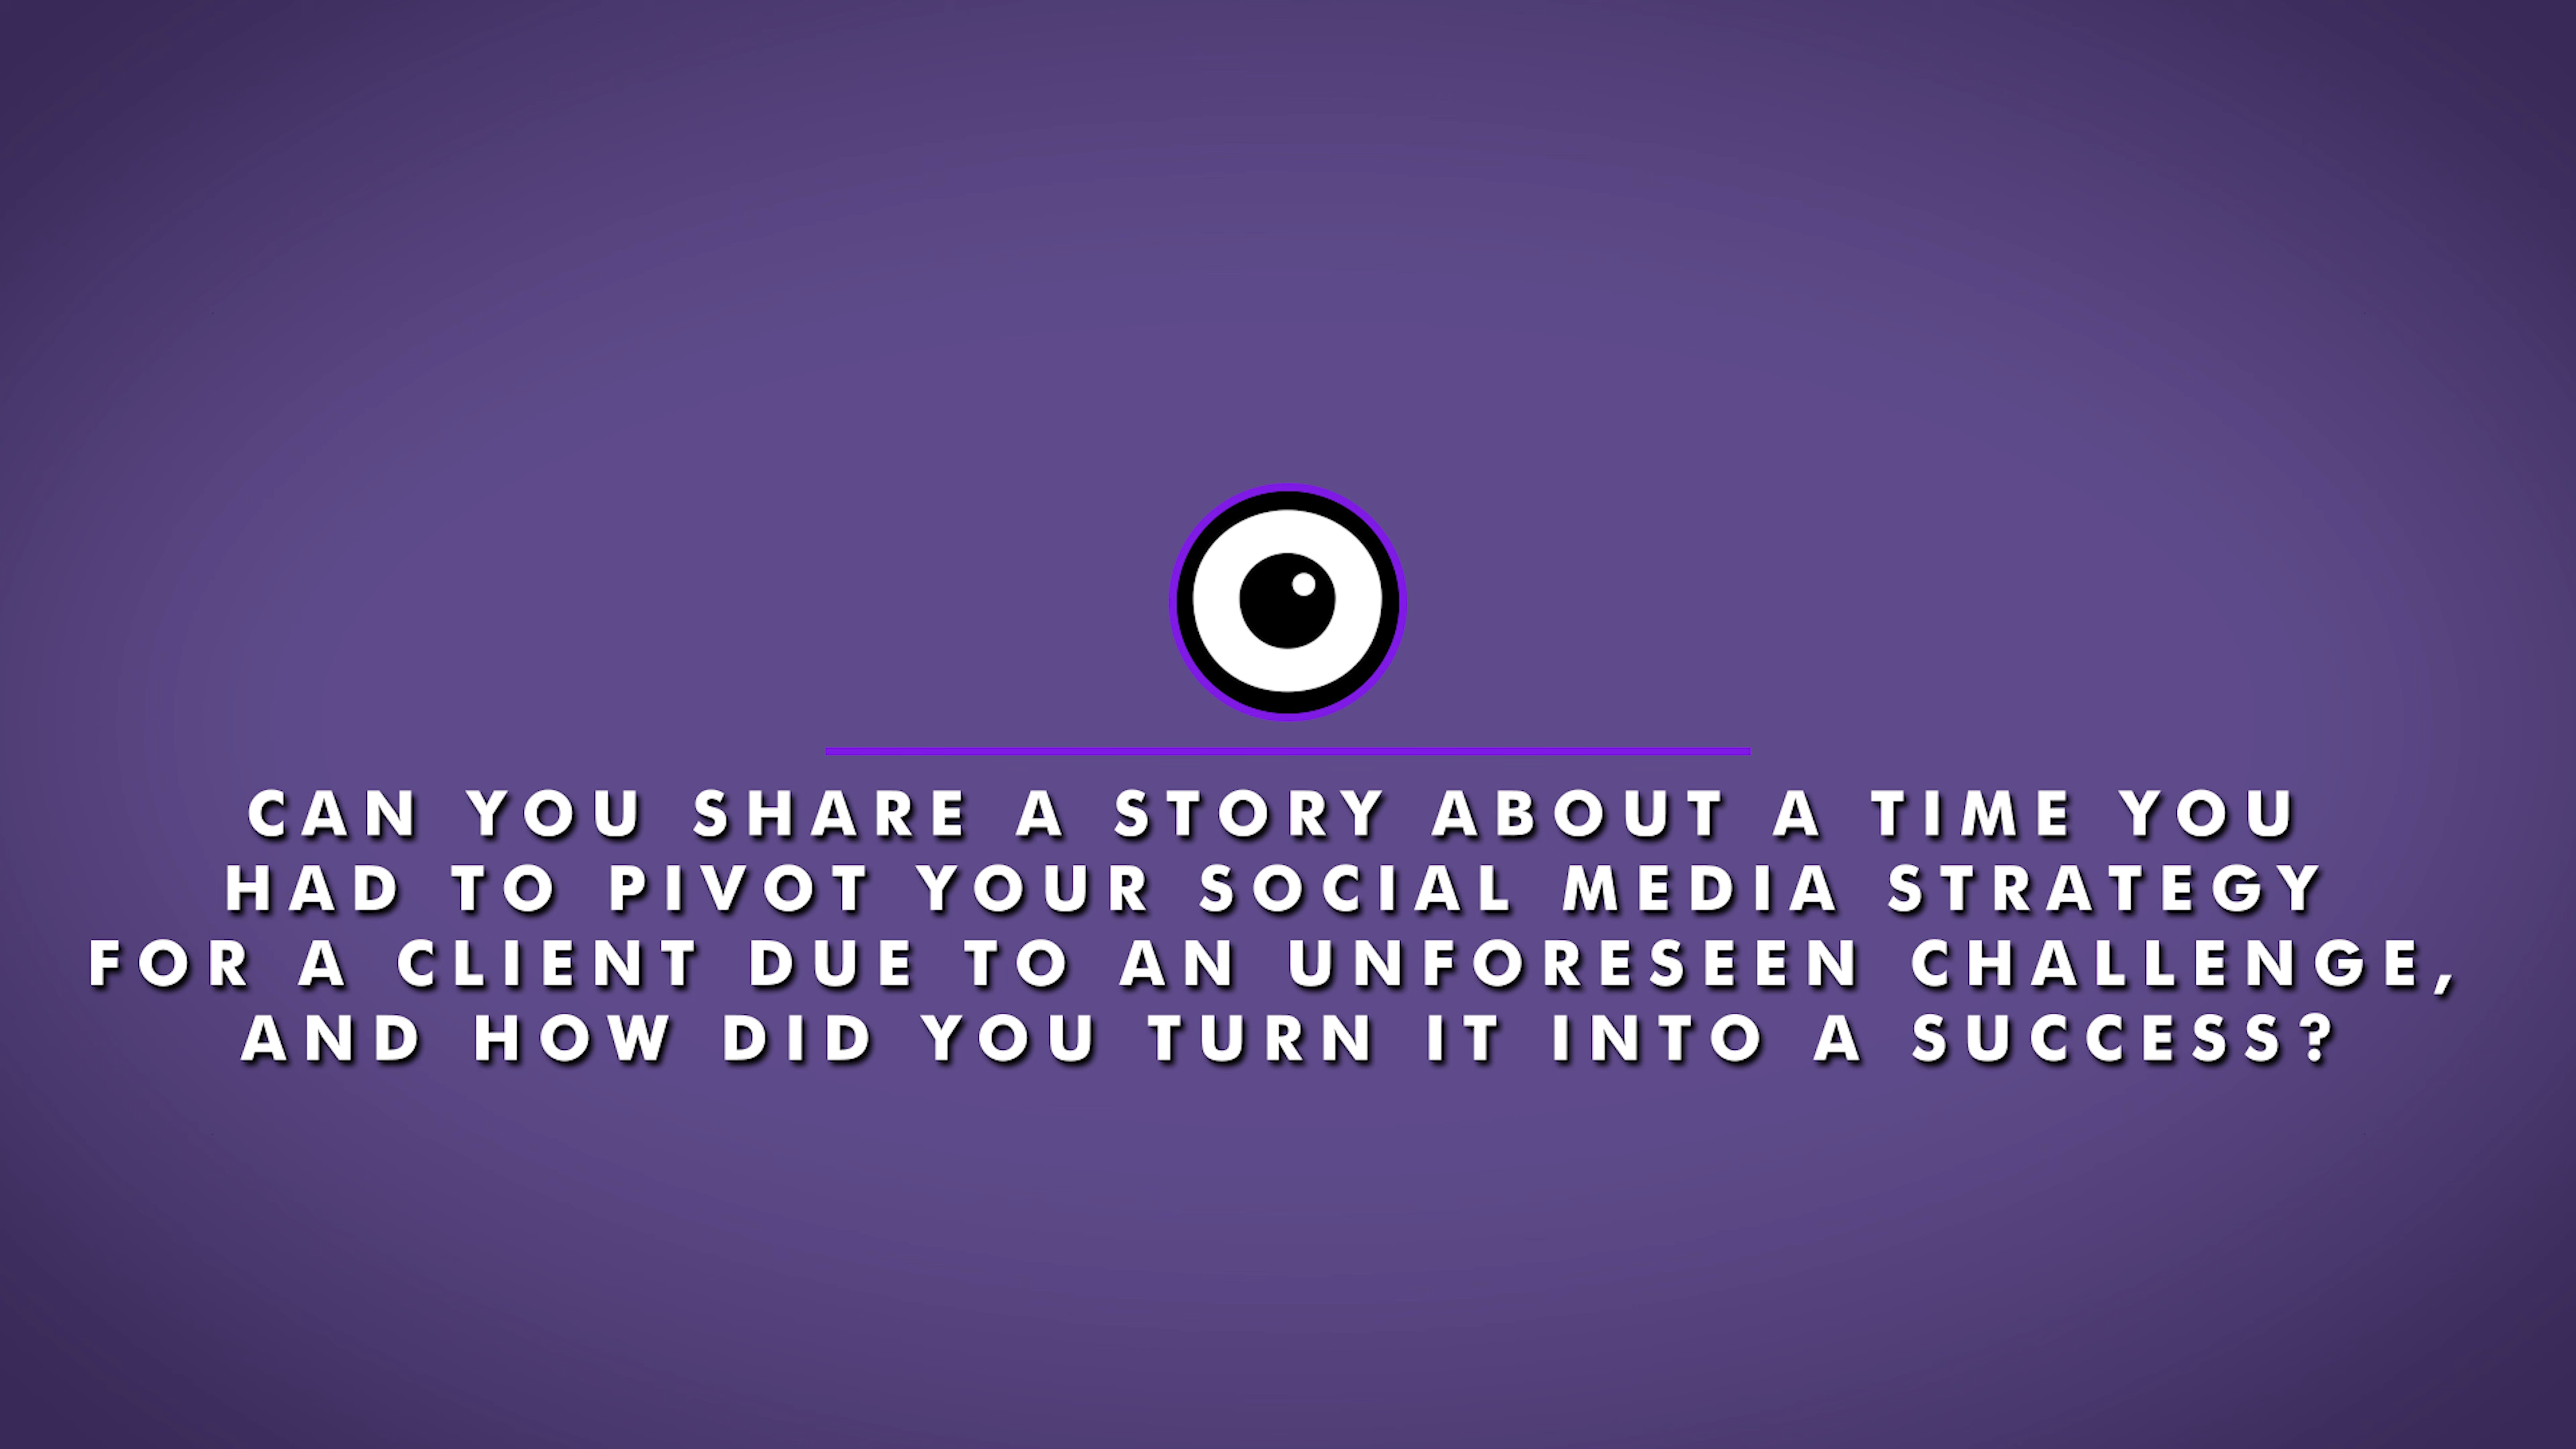 CAN YOU SHARE A STORY ABOUT A TIME YOU
HAD TO PIVOT YOUR SOCIAL MEDIA STRATEGY
FOR A CLIENT DUE TO AN UNFORESEEN CHALLENGE,
AND HOW DID YOU TURN IT INTO A SUCCESS?